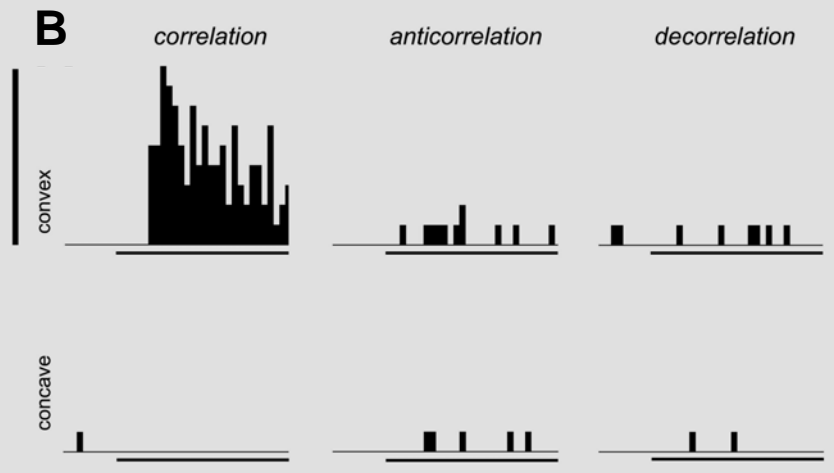 B
correlation
anticorrelation
decorrelation
convex
concave